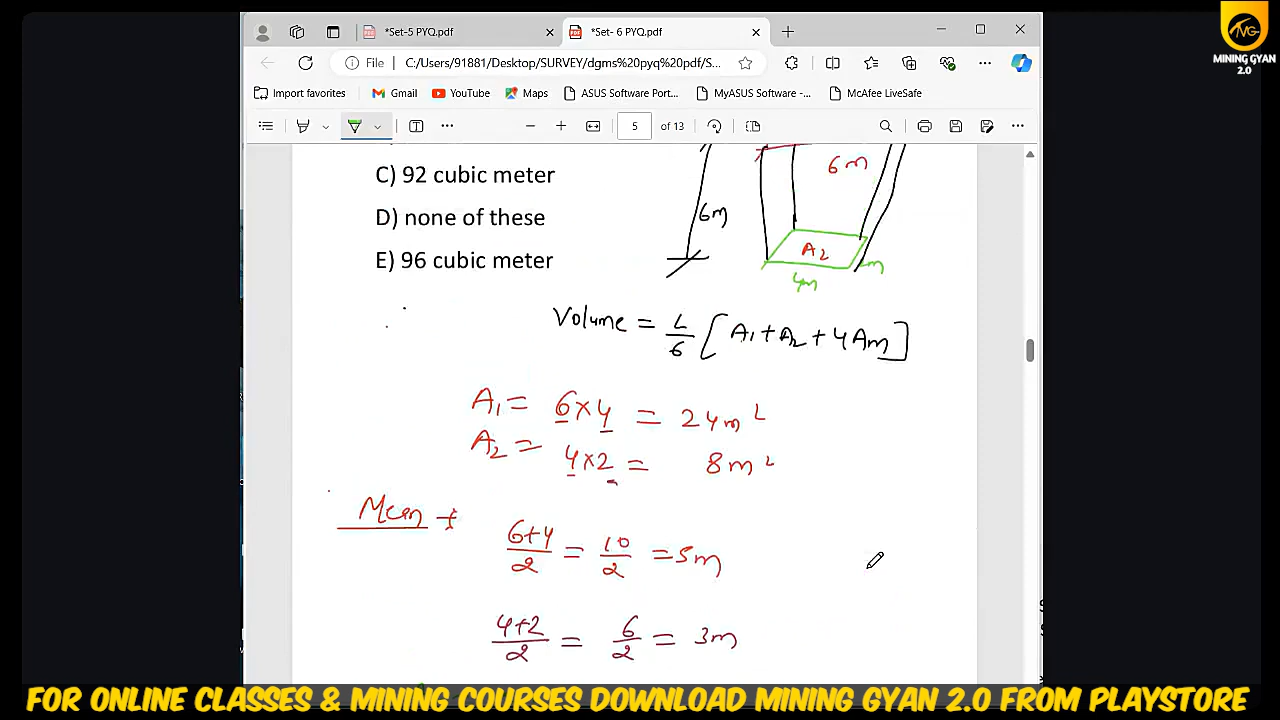 *Set-5 PYQ.pdf
*Set- 6 PYQ.pdf
MINING GYAN
2.0
File
C:/Users/91881/Desktop/SURVEY/dgms%20pyq%20pdf/S...
Import favorites
Gmail
YouTube
Maps
ASUS Software Port...
MyASUS Software -...
McAfee LiveSafe
5
of 13
C) 92 cubic meter
6m
D) none of these
6m
E) 96 cubic meter
A2
4m
m
Volume = L/6 [A1 + A2 + 4Am]
A1 = 6×4 = 24m²
A2 = 4×2 = 8m²
Mean
6+4/2 = 10/2 = 5m
4+2/2 = 6/2 = 3m
FOR ONLINE CLASSES & MINING COURSES DOWNLOAD MINING GYAN 2.0 FROM PLAYSTORE